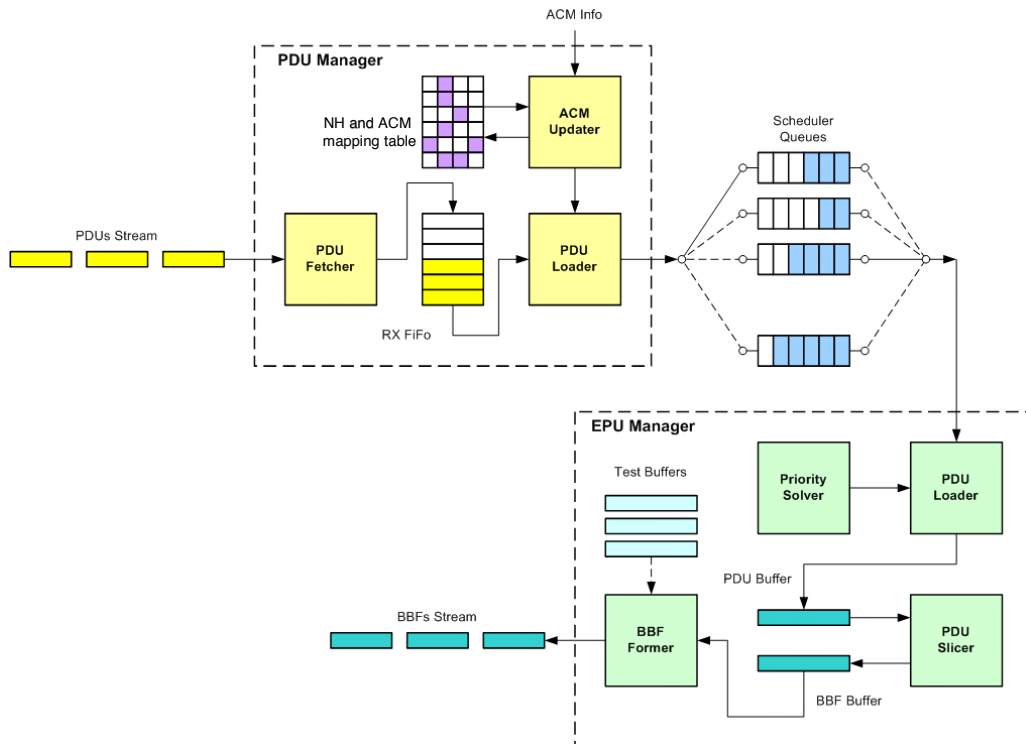 ACM Info
PDU Manager
NH and ACM
mapping table
ACM
Updater
Scheduler
Queues
PDUs Stream
PDU
Fetcher
PDU
Loader
RX FiFo
EPU Manager
Test Buffers
Priority
Solver
PDU
Loader
PDU Buffer
BBFs Stream
BBF
Former
PDU
Slicer
BBF Buffer